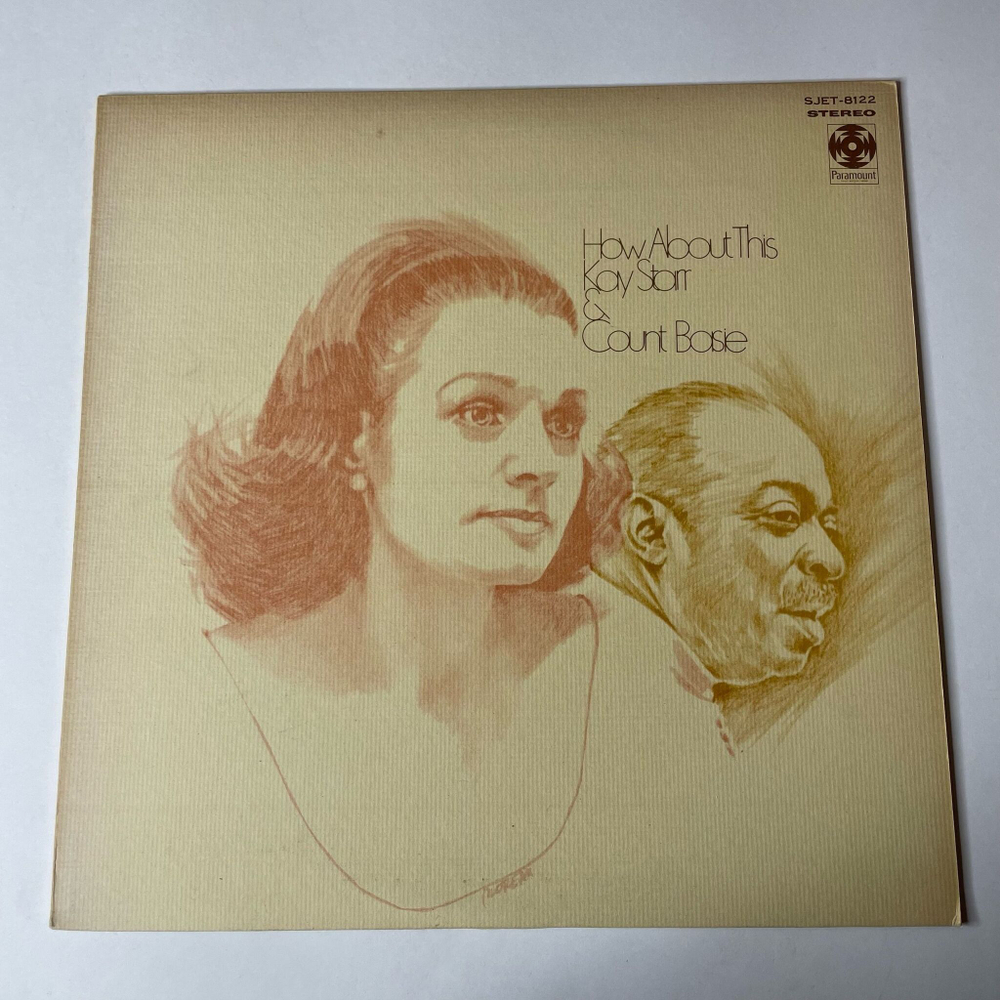 SJET-8122
STEREO
Paramount
How About This
Kay Starr
&
Count Basie